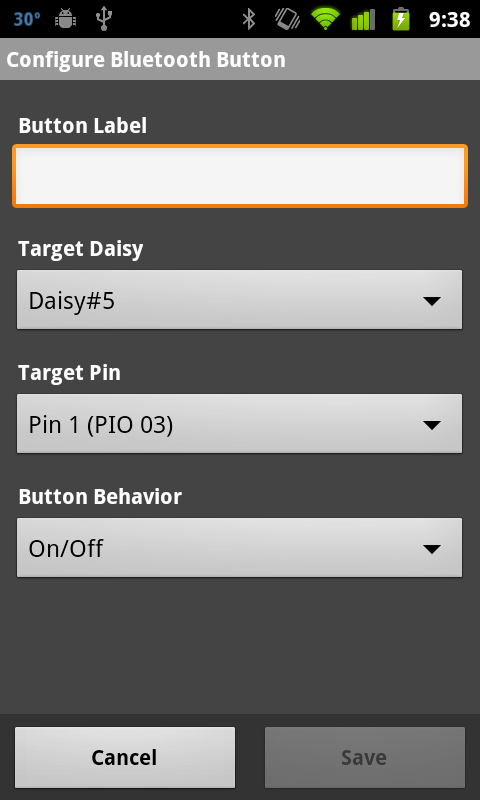 30° 9:38
Configure Bluetooth Button
Button Label
Target Daisy
Daisy#5
Target Pin
Pin 1 (PIO 03)
Button Behavior
On/Off
Cancel Save